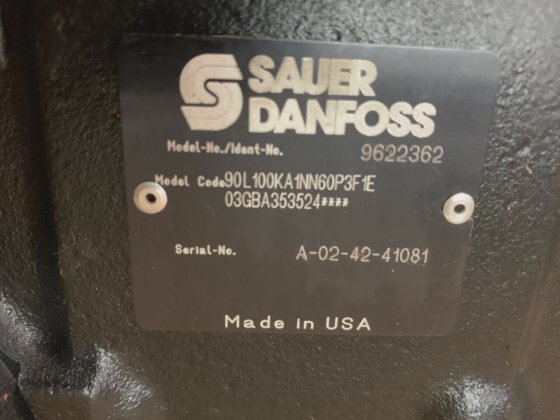 SAUER
DANFOSS
Model-No./Ident-No. 9622362
Model Code 90L100KA1NN60P3F1E
03GBA353524****
Serial-No. A-02-42-41081
Made in USA